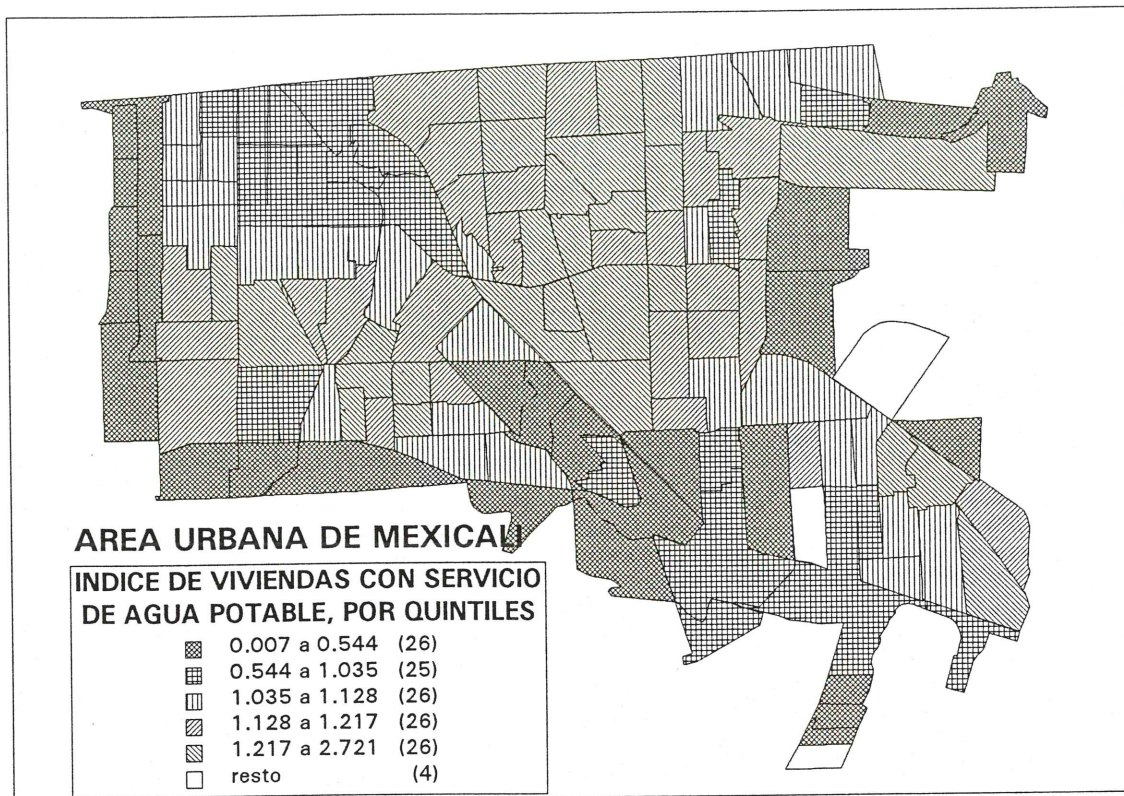 AREA URBANA DE MEXICALI
INDICE DE VIVIENDAS CON SERVICIO
DE AGUA POTABLE, POR QUINTILES
0.007 a 0.544 (26)
0.544 a 1.035 (25)
1.035 a 1.128 (26)
1.128 a 1.217 (26)
1.217 a 2.721 (26)
resto (4)